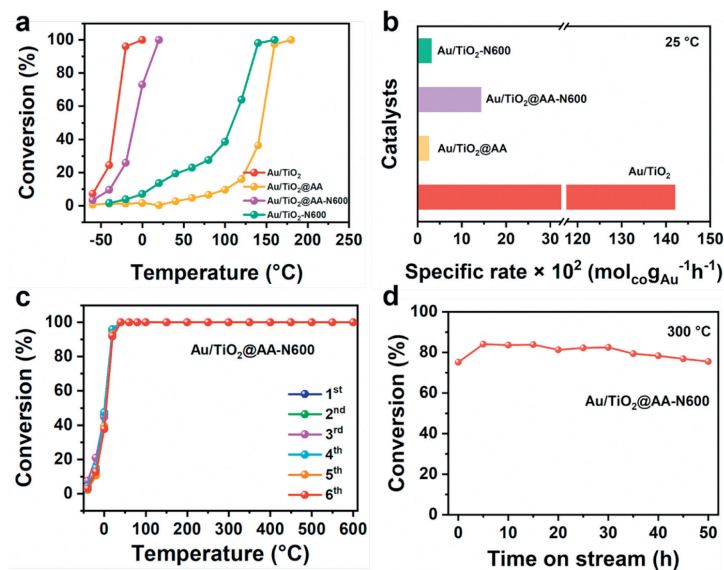 a
Conversion (%)
100
80
60
40
20
0
Au/TiO₂
Au/TiO₂@AA
Au/TiO₂@AA-N600
Au/TiO₂-N600
-100 -50 0 50 100 150 200 250
Temperature (°C)
b
Catalysts
25 °C
Au/TiO₂-N600
Au/TiO₂@AA-N600
Au/TiO₂@AA
Au/TiO₂
0 10 20 30 120 130 140 150
Specific rate × 10² (mol_co g_Au⁻¹h⁻¹)
c
Conversion (%)
100
80
60
40
20
0
Au/TiO₂@AA-N600
1st
2nd
3rd
4th
5th
6th
0 100 200 300 400 500 600
Temperature (°C)
d
Conversion (%)
100
80
60
40
20
0
300 °C
Au/TiO₂@AA-N600
0 10 20 30 40 50
Time on stream (h)